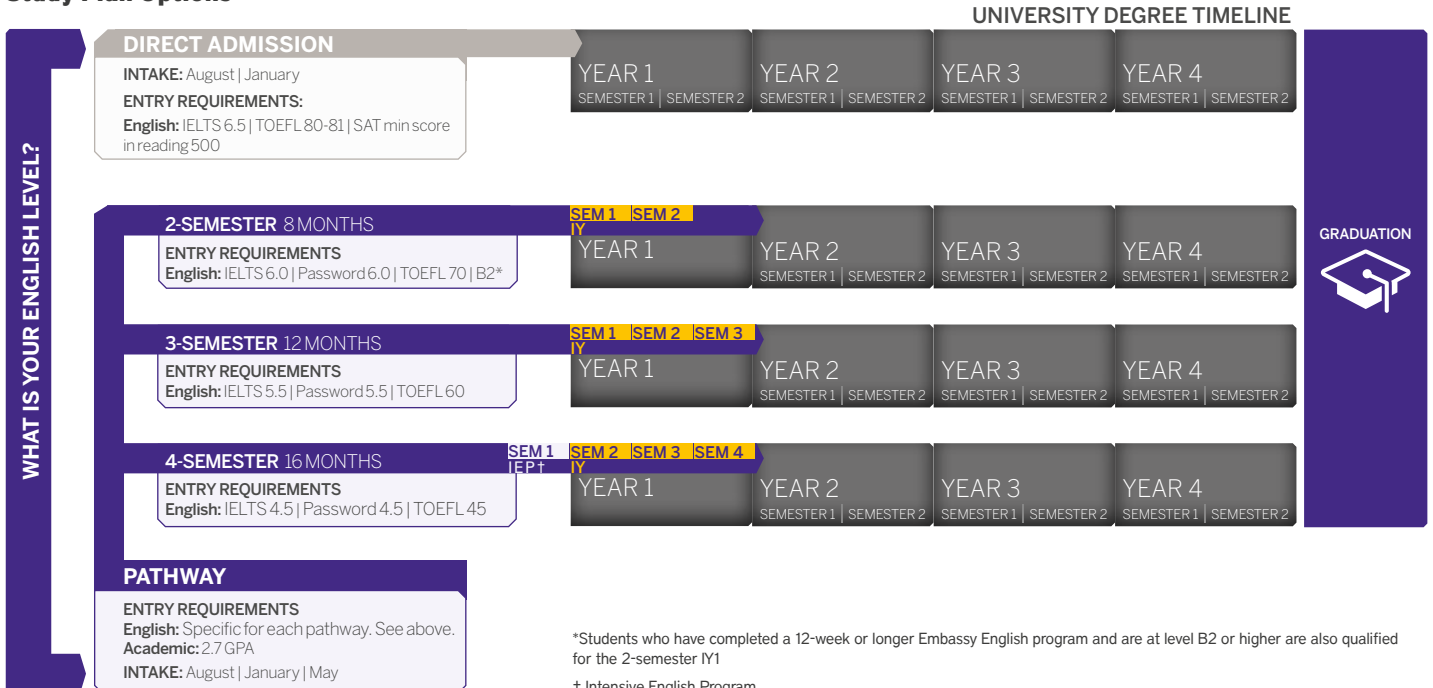 UNIVERSITY DEGREE TIMELINE
WHAT IS YOUR ENGLISH LEVEL?
DIRECT ADMISSION
INTAKE: August | January
ENTRY REQUIREMENTS:
English: IELTS 6.5 | TOEFL 80-81 | SAT min score
in reading 500
YEAR 1
SEMESTER 1 | SEMESTER 2
YEAR 2
SEMESTER 1 | SEMESTER 2
YEAR 3
SEMESTER 1 | SEMESTER 2
YEAR 4
SEMESTER 1 | SEMESTER 2
2-SEMESTER 8 MONTHS
ENTRY REQUIREMENTS
English: IELTS 6.0 | Password 6.0 | TOEFL 70 | B2*
SEM 1 SEM 2
IY
YEAR 1
YEAR 2
SEMESTER 1 | SEMESTER 2
YEAR 3
SEMESTER 1 | SEMESTER 2
YEAR 4
SEMESTER 1 | SEMESTER 2
3-SEMESTER 12 MONTHS
ENTRY REQUIREMENTS
English: IELTS 5.5 | Password 5.5 | TOEFL 60
SEM 1 SEM 2 SEM 3
IY
YEAR 1
YEAR 2
SEMESTER 1 | SEMESTER 2
YEAR 3
SEMESTER 1 | SEMESTER 2
YEAR 4
SEMESTER 1 | SEMESTER 2
4-SEMESTER 16 MONTHS
ENTRY REQUIREMENTS
English: IELTS 4.5 | Password 4.5 | TOEFL 45
SEM 1 SEM 2 SEM 3 SEM 4
IEP† IY
YEAR 1
YEAR 2
SEMESTER 1 | SEMESTER 2
YEAR 3
SEMESTER 1 | SEMESTER 2
YEAR 4
SEMESTER 1 | SEMESTER 2
GRADUATION
PATHWAY
ENTRY REQUIREMENTS
English: Specific for each pathway. See above.
Academic: 2.7 GPA
INTAKE: August | January | May
*Students who have completed a 12-week or longer Embassy English program and are at level B2 or higher are also qualified
for the 2-semester IY1
† Intensive English Program